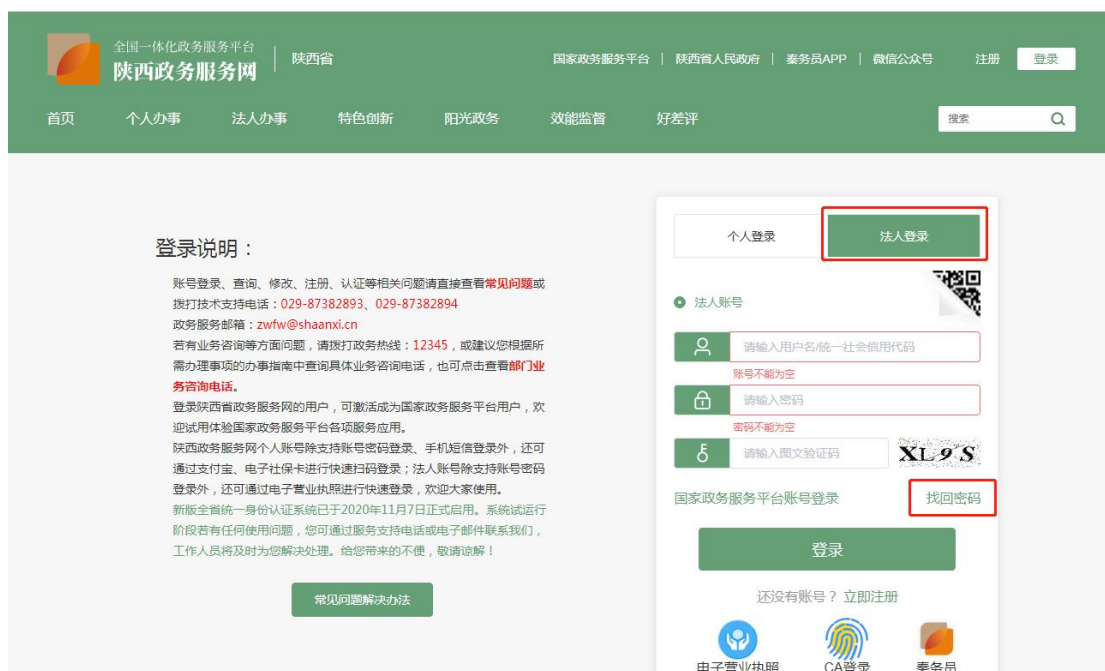 全国一体化政务服务平台
陕西政务服务网
陕西省
国家政务服务平台 | 陕西省人民政府 | 秦务员APP | 微信公众号 注册 登录
首页 个人办事 法人办事 特色创新 阳光政务 效能监督 好差评 搜索
登录说明：
账号登录、查询、修改、注册、认证等相关问题请直接查看常见问题或
拨打技术支持电话：029-87382893、029-87382894
政务服务邮箱：zwfw@shaanxi.cn
若有业务咨询等方面问题，请拨打政务热线：12345，或建议您根据所
需办理事项的办事指南中查询具体业务咨询电话，也可点击查看部门业
务咨询电话。
登录陕西省政务服务网的用户，可激活成为国家政务服务平台用户，欢
迎试用体验国家政务服务平台各项服务应用。
陕西政务服务网个人账号除支持账号密码登录、手机短信登录外，还可
通过支付宝、电子社保卡进行快速扫码登录；法人账号除支持账号密码
登录外，还可通过电子营业执照进行快速登录，欢迎大家使用。
新版全省统一身份认证系统已于2020年11月7日正式启用。系统试运行
阶段若有任何使用问题，您可通过服务支持电话或电子邮件联系我们，
工作人员将及时为您解决处理。给您带来的不便，敬请谅解！
常见问题解决办法
个人登录 法人登录
法人账号
请输入用户名/统一社会信用代码
账号不能为空
请输入密码
密码不能为空
请输入图文验证码 XL9S
国家政务服务平台账号登录 找回密码
登录
还没有账号？立即注册
电子营业执照 CA登录 秦务员